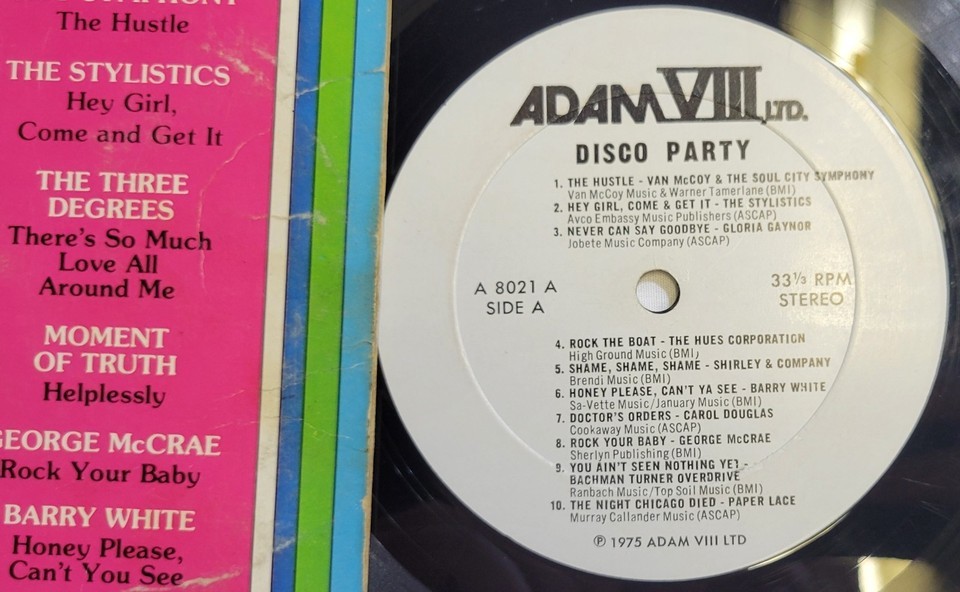 The Hustle
THE STYLISTICS
Hey Girl,
Come and Get It
THE THREE
DEGREES
There's So Much
Love All
Around Me
MOMENT
OF TRUTH
Helplessly
GEORGE McCRAE
Rock Your Baby
BARRY WHITE
Honey Please,
Can't You See
ADAM VIII, LTD.
DISCO PARTY
1. THE HUSTLE - VAN McCOY & THE SOUL CITY SYMPHONY
Van McCoy Music & Warner Tamerlane (BMI)
2. HEY GIRL, COME & GET IT - THE STYLISTICS
Avco Embassy Music Publishers (ASCAP)
3. NEVER CAN SAY GOODBYE - GLORIA GAYNOR
Jobete Music Company (ASCAP)
A 8021 A
SIDE A
33⅓ RPM
STEREO
4. ROCK THE BOAT - THE HUES CORPORATION
High Ground Music (BMI)
5. SHAME, SHAME, SHAME - SHIRLEY & COMPANY
Brendi Music (BMI)
6. HONEY PLEASE, CAN'T YA SEE - BARRY WHITE
Sa-Vette Music/January Music (BMI)
7. DOCTOR'S ORDERS - CAROL DOUGLAS
Cookaway Music (ASCAP)
8. ROCK YOUR BABY - GEORGE McCRAE
Sherlyn Publishing (BMI)
9. YOU AIN'T SEEN NOTHING YET -
BACHMAN TURNER OVERDRIVE
Ranbach Music/Top Soil Music (BMI)
10. THE NIGHT CHICAGO DIED - PAPER LACE
Murray Callander Music (ASCAP)
℗ 1975 ADAM VIII LTD